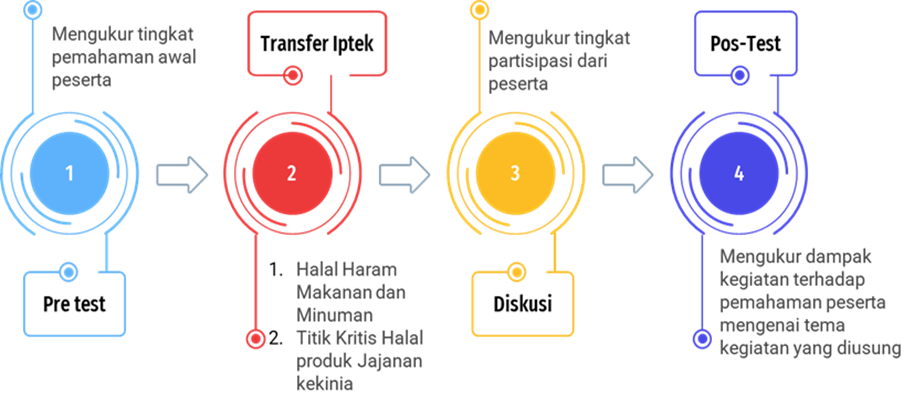 Mengukur tingkat
pemahaman awal
peserta
1
Pre test
Transfer Iptek
2
1. Halal Haram
Makanan dan
Minuman
2. Titik Kritis Halal
produk Jajanan
kekinia
Mengukur tingkat
partisipasi dari
peserta
3
Diskusi
Pos-Test
4
Mengukur dampak
kegiatan terhadap
pemahaman peserta
mengenai tema
kegiatan yang diusung